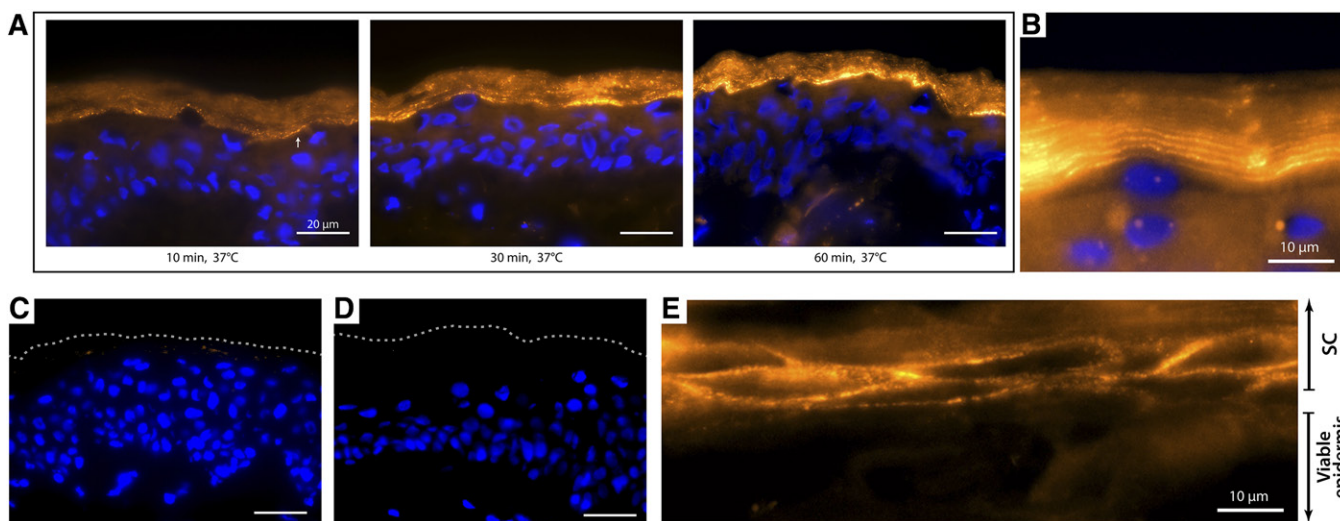 A
B
20 µm
10 µm
10 min, 37°C
30 min, 37°C
60 min, 37°C
C
D
E
SC
Viable
epidermis
10 µm